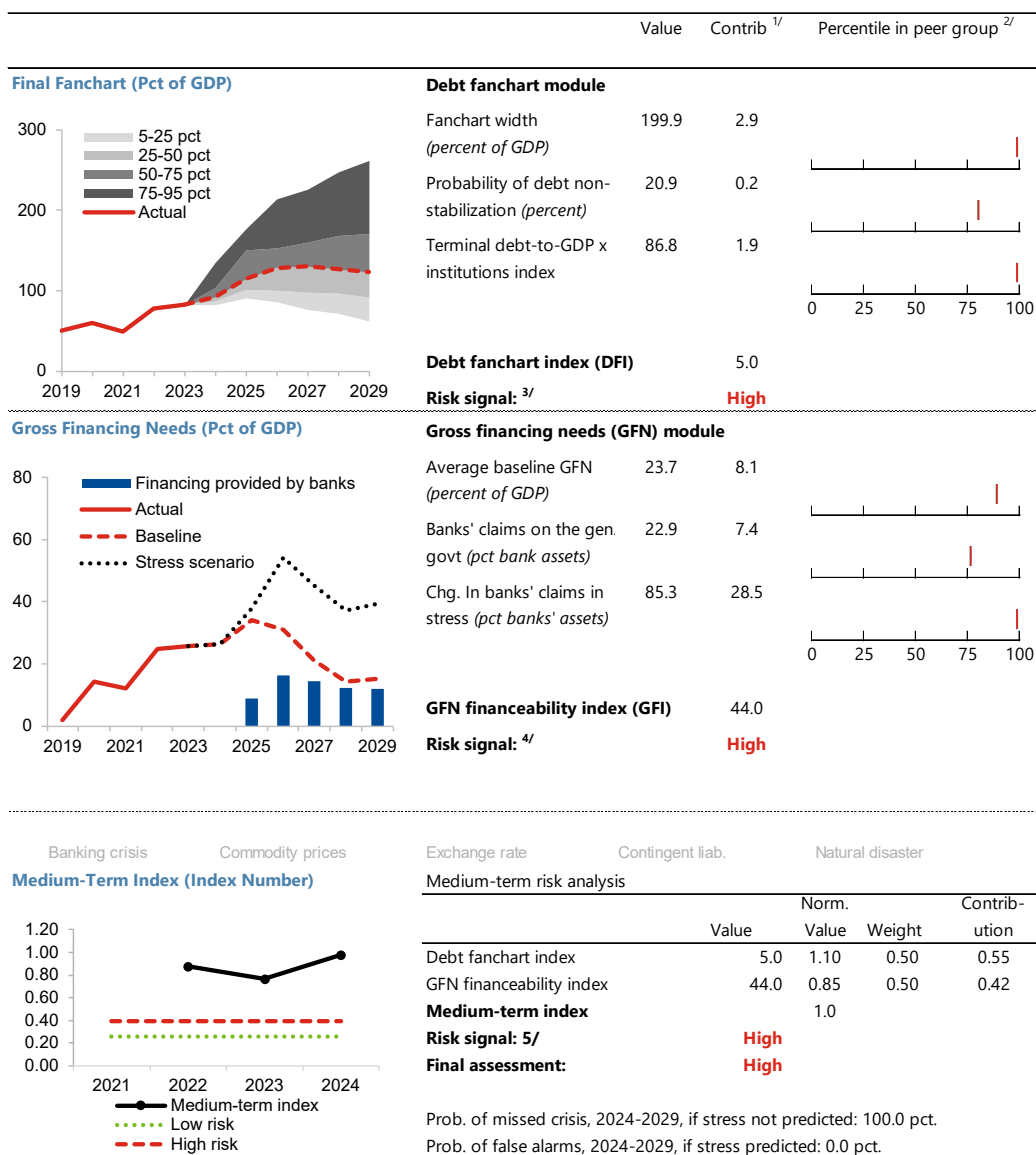 Value Contrib 1/ Percentile in peer group 2/
Final Fanchart (Pct of GDP)
300
200
100
0
5-25 pct
25-50 pct
50-75 pct
75-95 pct
Actual
2019 2021 2023 2025 2027 2029
Debt fanchart module
Fanchart width 199.9 2.9
(percent of GDP)
Probability of debt non- 20.9 0.2
stabilization (percent)
Terminal debt-to-GDP x 86.8 1.9
institutions index
0 25 50 75 100
Debt fanchart index (DFI) 5.0
Risk signal: 3/ High
Gross Financing Needs (Pct of GDP)
80
60
40
20
0
Financing provided by banks
Actual
Baseline
Stress scenario
2019 2021 2023 2025 2027 2029
Gross financing needs (GFN) module
Average baseline GFN 23.7 8.1
(percent of GDP)
Banks' claims on the gen. 22.9 7.4
govt (pct bank assets)
Chg. In banks' claims in 85.3 28.5
stress (pct banks' assets)
0 25 50 75 100
GFN financeability index (GFI) 44.0
Risk signal: 4/ High
Banking crisis Commodity prices Exchange rate Contingent liab. Natural disaster
Medium-Term Index (Index Number)
1.20
1.00
0.80
0.60
0.40
0.20
0.00
2021 2022 2023 2024
Medium-term index
Low risk
High risk
Medium-term risk analysis
Norm. Contrib-
Value Value Weight ution
Debt fanchart index 5.0 1.10 0.50 0.55
GFN financeability index 44.0 0.85 0.50 0.42
Medium-term index 1.0
Risk signal: 5/ High
Final assessment: High
Prob. of missed crisis, 2024-2029, if stress not predicted: 100.0 pct.
Prob. of false alarms, 2024-2029, if stress predicted: 0.0 pct.